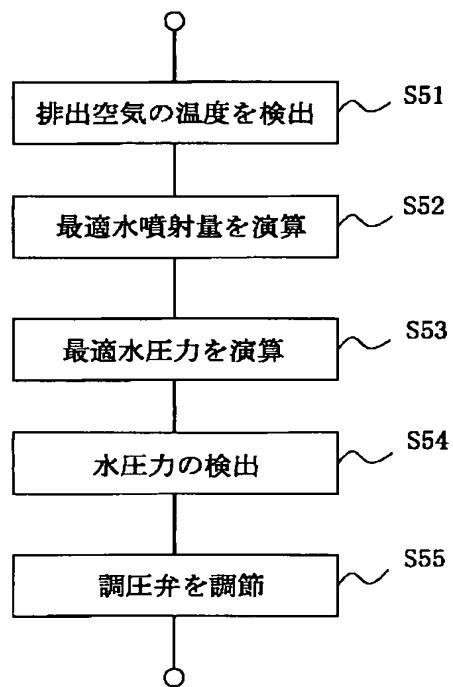 排出空気の温度を検出
S51
最適水噴射量を演算
S52
最適水圧力を演算
S53
水圧力の検出
S54
調圧弁を調節
S55